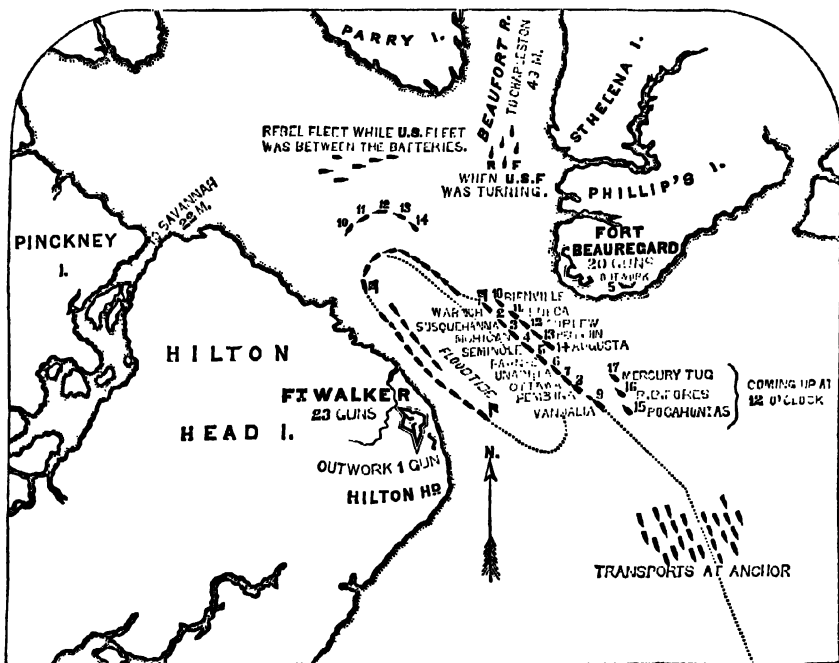 PARRY I.
BEAUFORT R.
TO CHARLESTON
43 M.
ST HELENA I.
REBEL FLEET WHILE U.S. FLEET
WAS BETWEEN THE BATTERIES.
R F
WHEN U.S.F
WAS TURNING.
PHILLIP'S I.
SAVANNAH
22 M.
10 11 12 13 14
PINCKNEY
I.
FORT
BEAUREGARD
20 GUNS
5
10 BIENVILLE
WABASH 2 11
SUSQUEHANNA 3 12
MOHICAN 4 13
SEMINOLE 5 14 AUGUSTA
6
UNADILLA 7
OTTAWA
PEMBINA
VANDALIA 9
FLOOD TIDE
17 MERCURY TUG
16
15 POCAHONTAS
COMING UP AT
12 O'CLOCK
HILTON
HEAD I.
FT WALKER
23 GUNS
OUTWORK 1 GUN
HILTON HD
N.
TRANSPORTS AT ANCHOR